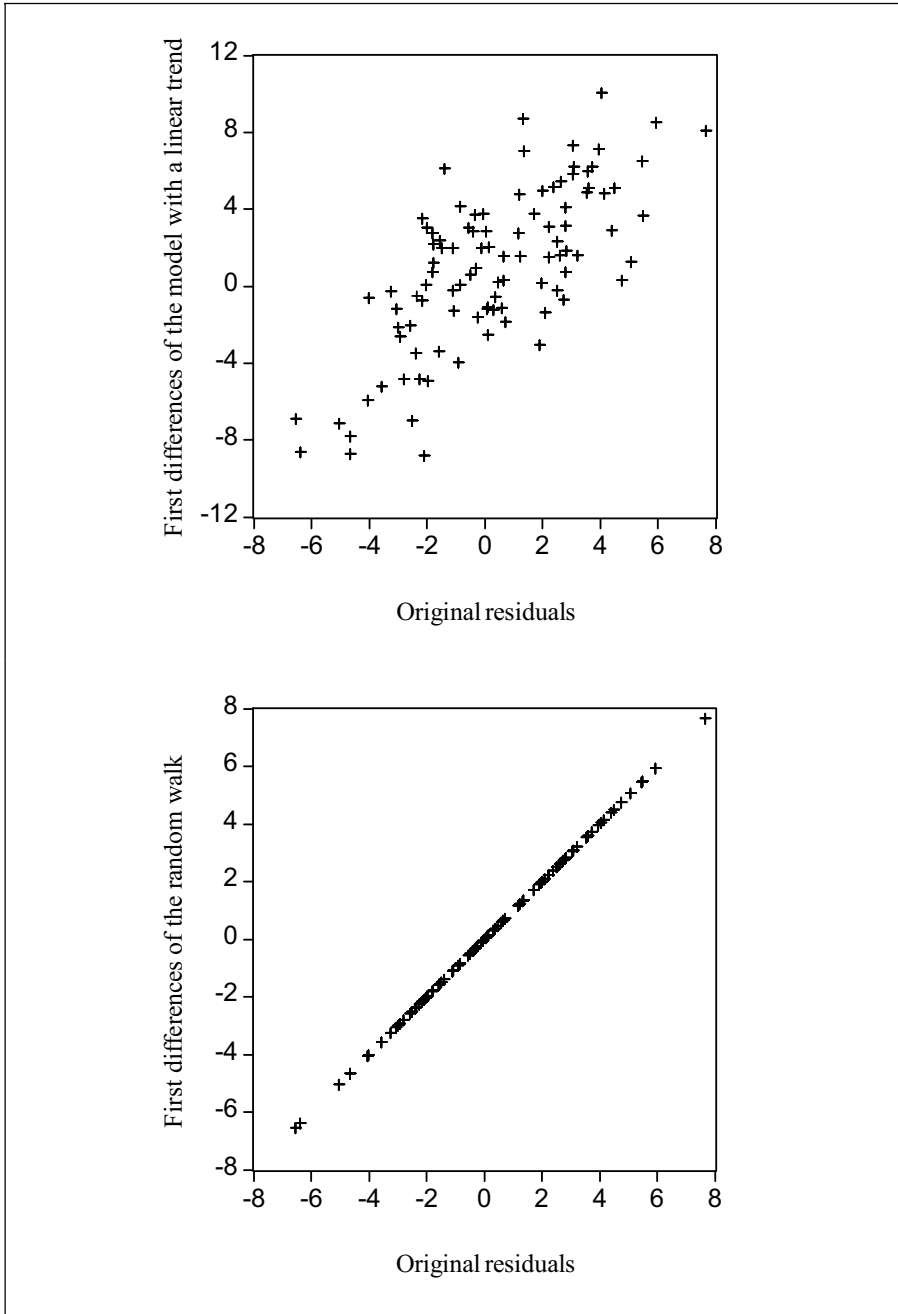 First differences of the model with a linear trend
12
8
4
0
-4
-8
-12
-8 -6 -4 -2 0 2 4 6 8
Original residuals
First differences of the random walk
8
6
4
2
0
-2
-4
-6
-8
-8 -6 -4 -2 0 2 4 6 8
Original residuals